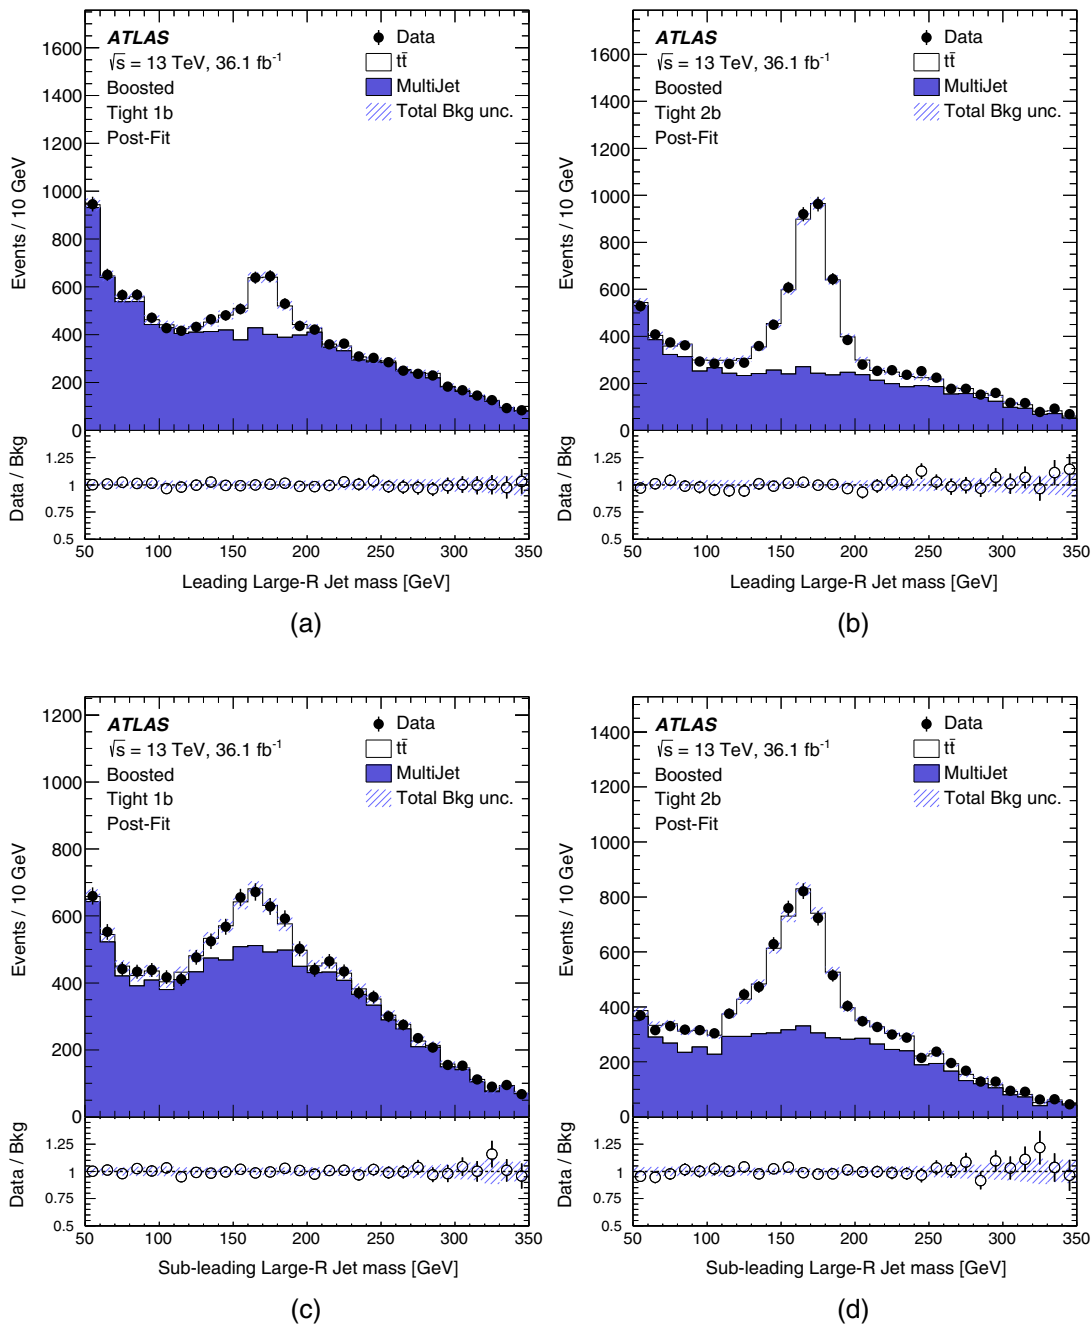 ATLAS
√s = 13 TeV, 36.1 fb⁻¹
Boosted
Tight 1b
Post-Fit
Data
tt̄
MultiJet
Total Bkg unc.
Events / 10 GeV
1600
1400
1200
1000
800
600
400
200
0
Data / Bkg
1.25
1
0.75
0.5
50 100 150 200 250 300 350
Leading Large-R Jet mass [GeV]
(a)
ATLAS
√s = 13 TeV, 36.1 fb⁻¹
Boosted
Tight 2b
Post-Fit
Data
tt̄
MultiJet
Total Bkg unc.
Events / 10 GeV
1600
1400
1200
1000
800
600
400
200
0
Data / Bkg
1.25
1
0.75
0.5
50 100 150 200 250 300 350
Leading Large-R Jet mass [GeV]
(b)
ATLAS
√s = 13 TeV, 36.1 fb⁻¹
Boosted
Tight 1b
Post-Fit
Data
tt̄
MultiJet
Total Bkg unc.
Events / 10 GeV
1200
1000
800
600
400
200
0
Data / Bkg
1.25
1
0.75
0.5
50 100 150 200 250 300 350
Sub-leading Large-R Jet mass [GeV]
(c)
ATLAS
√s = 13 TeV, 36.1 fb⁻¹
Boosted
Tight 2b
Post-Fit
Data
tt̄
MultiJet
Total Bkg unc.
Events / 10 GeV
1400
1200
1000
800
600
400
200
0
Data / Bkg
1.25
1
0.75
0.5
50 100 150 200 250 300 350
Sub-leading Large-R Jet mass [GeV]
(d)